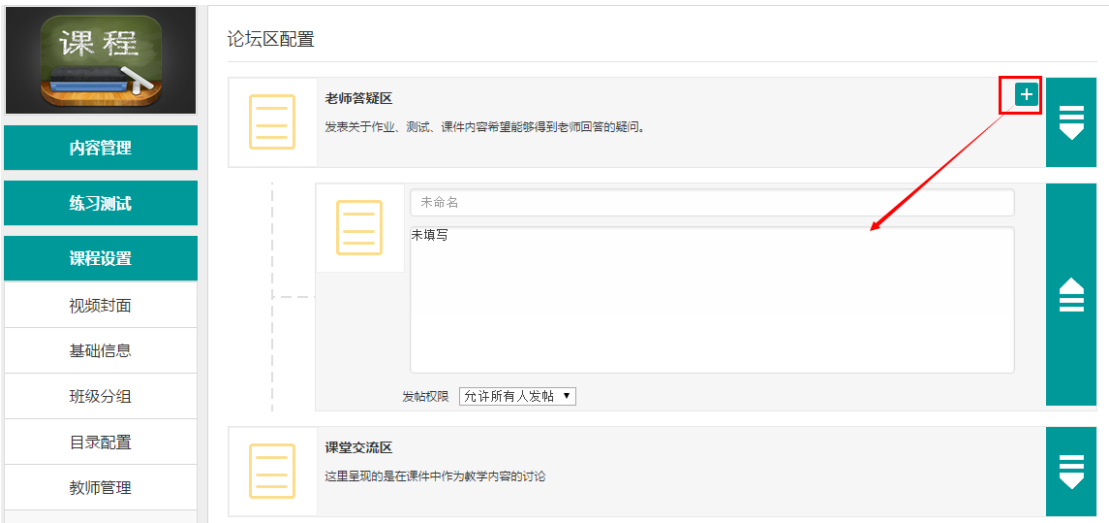 课程
论坛区配置
老师答疑区
发表关于作业、测试、课件内容希望能够得到老师回答的疑问。
内容管理
练习测试
课程设置
视频封面
基础信息
班级分组
目录配置
教师管理
未命名
未填写
发帖权限 允许所有人发帖
课堂交流区
这里呈现的是在课件中作为教学内容的讨论